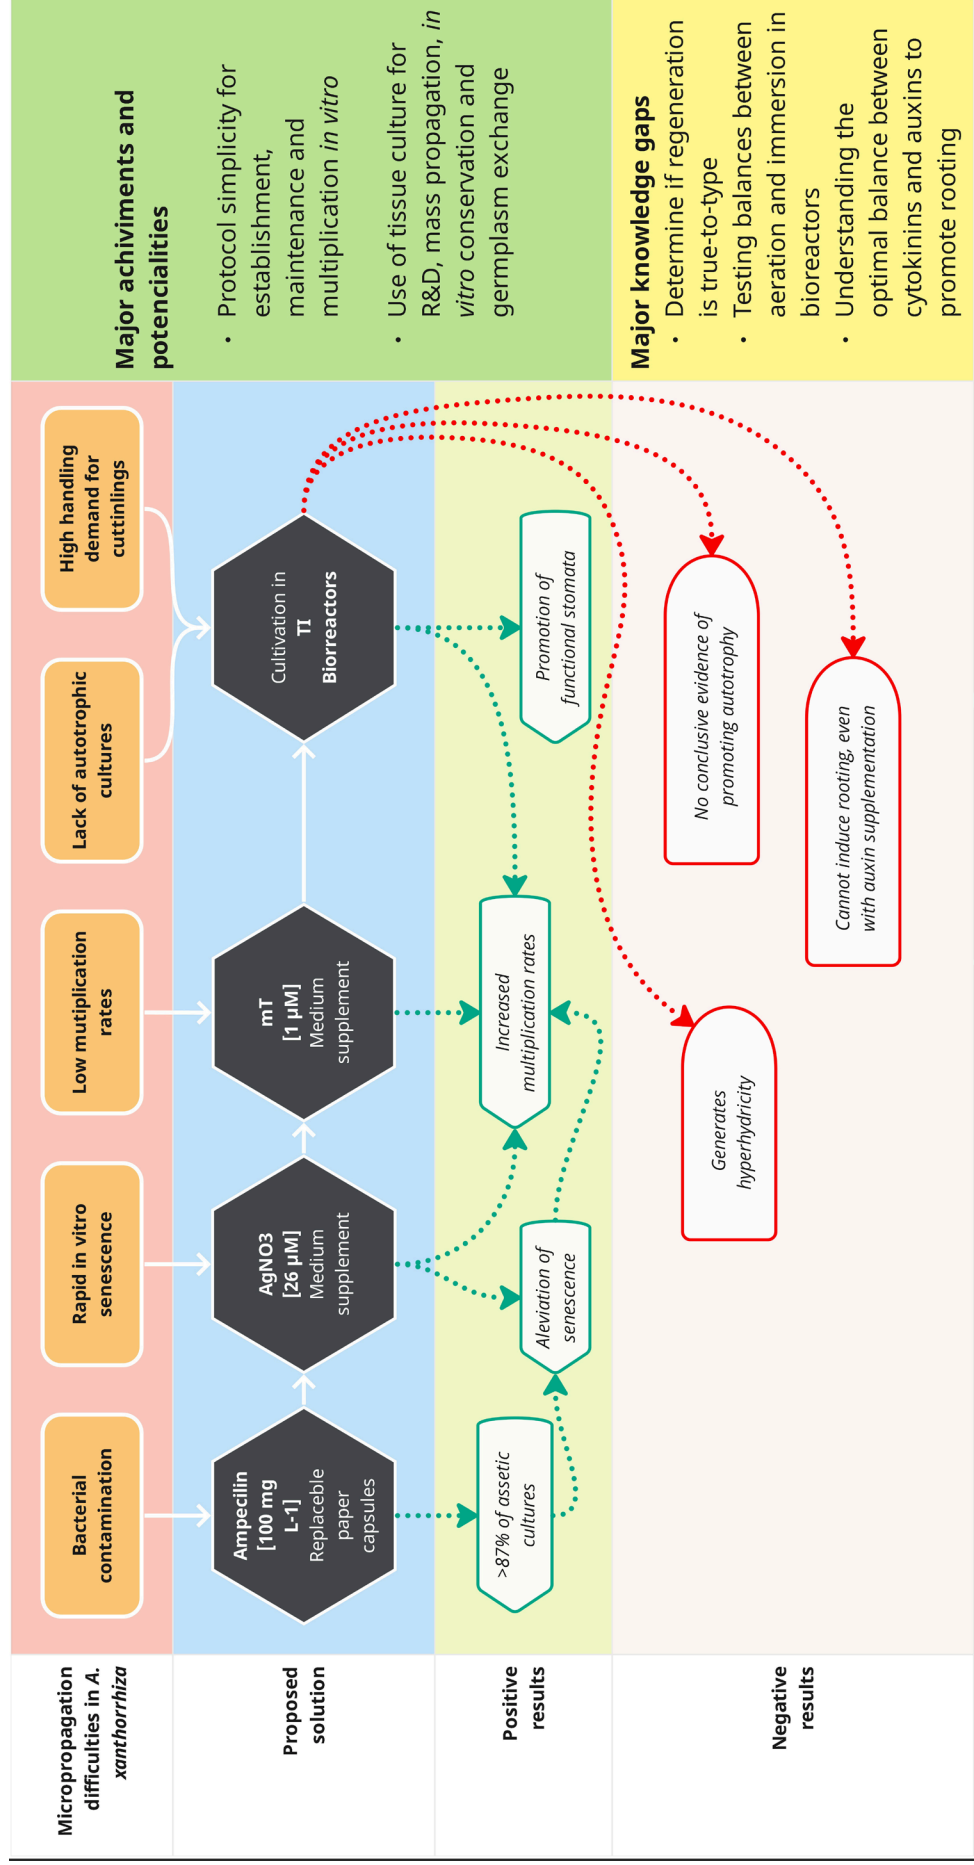 Micropropagation
difficulties in A.
xanthorrhiza
Bacterial
contamination
Rapid in vitro
senescence
Low mutiplication
rates
Lack of autotrophic
cultures
High handling
demand for
cuttinlings
Proposed
solution
Ampecilin
[100 mg
L-1]
Replaceble
paper
capsules
AgNO3
[26 µM]
Medium
supplement
mT
[1 µM]
Medium
supplement
Cultivation in
TI
Biorreactors
Positive
results
>87% of assetic
cultures
Aleviation of
senescence
Increased
multiplication rates
Promotion of
functional stomata
Negative
results
Generates
hyperhydricity
No conclusive evidence of
promoting autotrophy
Cannot induce rooting, even
with auxin supplementation
Major achiviments and
potencialities
• Protocol simplicity for
establishment,
maintenance and
multiplication in vitro
• Use of tissue culture for
R&D, mass propagation, in
vitro conservation and
germplasm exchange
Major knowledge gaps
• Determine if regeneration
is true-to-type
• Testing balances between
aeration and immersion in
bioreactors
• Understanding the
optimal balance between
cytokinins and auxins to
promote rooting